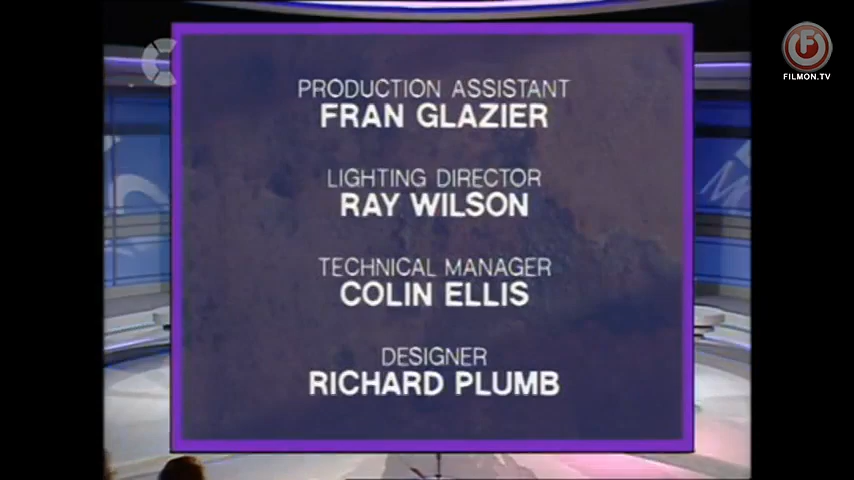 PRODUCTION ASSISTANT
FRAN GLAZIER
LIGHTING DIRECTOR
RAY WILSON
TECHNICAL MANAGER
COLIN ELLIS
DESIGNER
RICHARD PLUMB
FILMON.TV